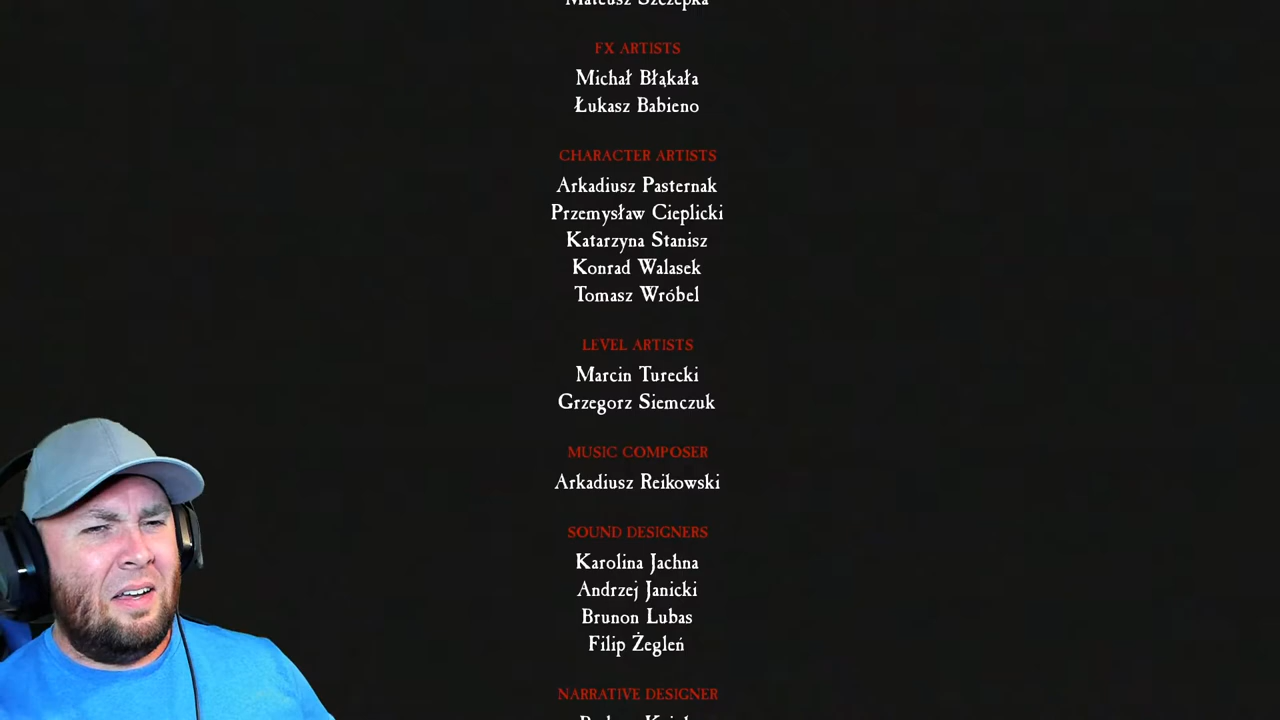 Mateusz Szczepka
FX ARTISTS
Michał Błąkała
Łukasz Babieno
CHARACTER ARTISTS
Arkadiusz Pasternak
Przemysław Cieplicki
Katarzyna Stanisz
Konrad Walasek
Tomasz Wróbel
LEVEL ARTISTS
Marcin Turecki
Grzegorz Siemczuk
MUSIC COMPOSER
Arkadiusz Reikowski
SOUND DESIGNERS
Karolina Jachna
Andrzej Janicki
Brunon Lubas
Filip Żegleń
NARRATIVE DESIGNER